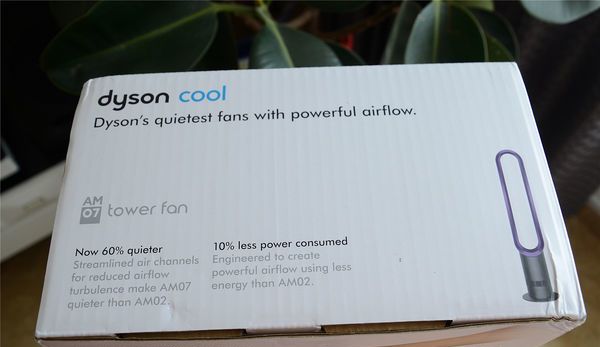 dyson cool
Dyson's quietest fans with powerful airflow.
AM
07 tower fan
Now 60% quieter
Streamlined air channels
for reduced airflow
turbulence make AM07
quieter than AM02.
10% less power consumed
Engineered to create
powerful airflow using less
energy than AM02.